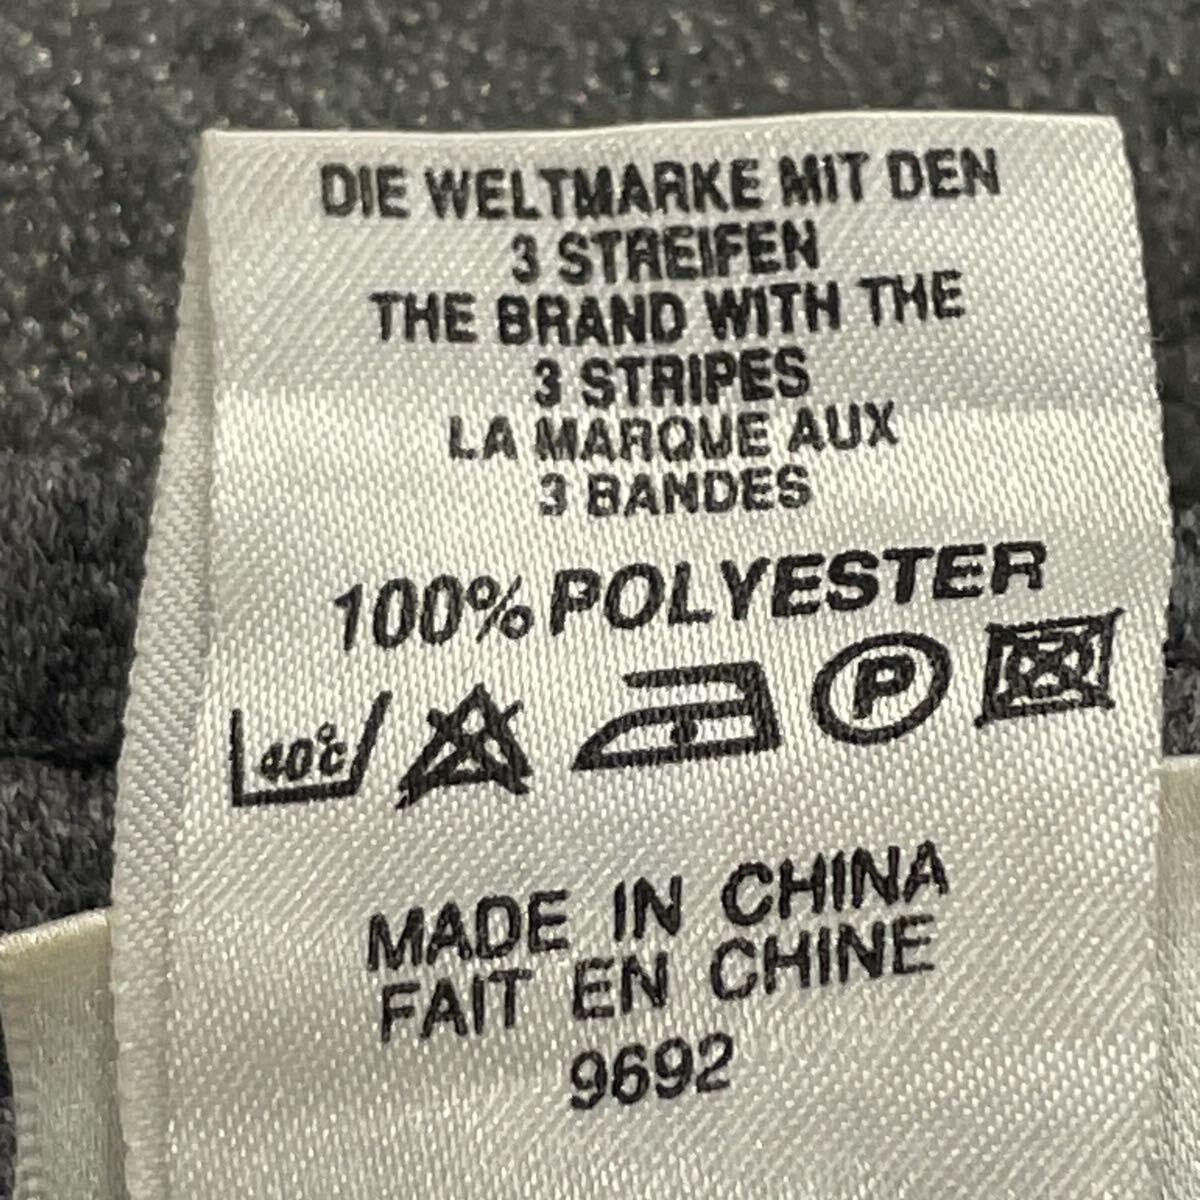 DIE WELTMARKE MIT DEN
3 STREIFEN
THE BRAND WITH THE
3 STRIPES
LA MARQUE AUX
3 BANDES
100% POLYESTER
40°C P
MADE IN CHINA
FAIT EN CHINE
9692